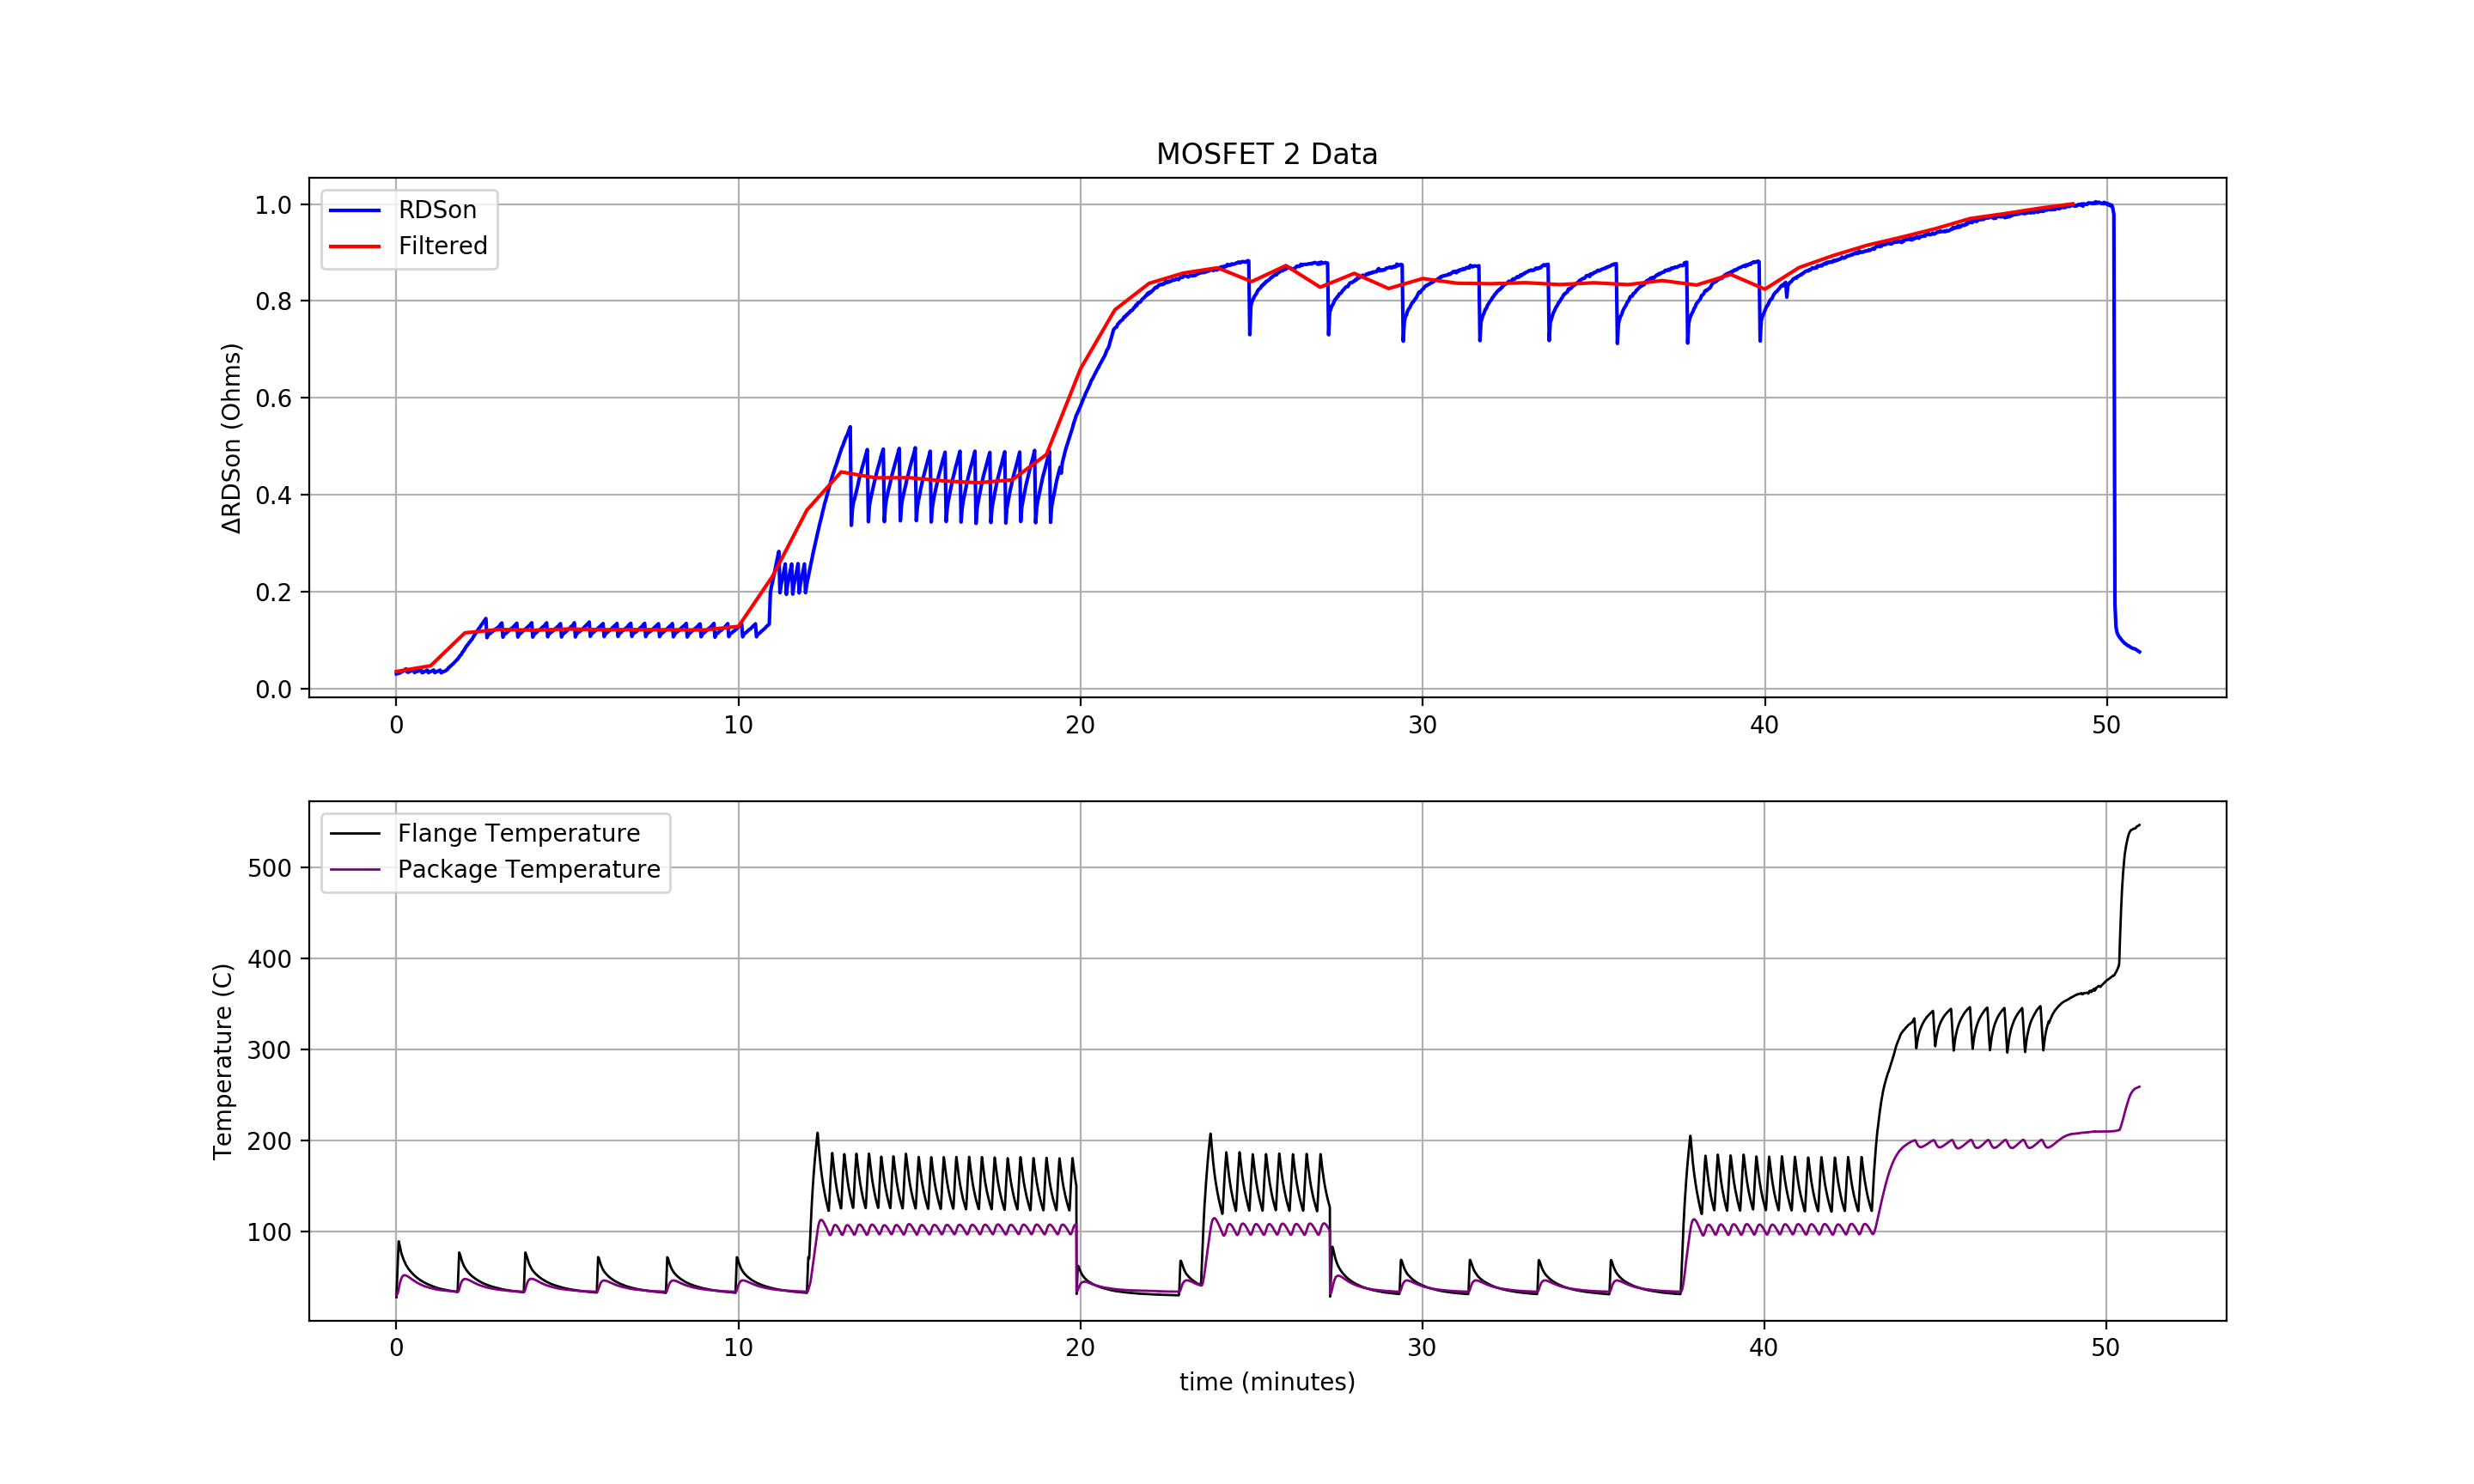 MOSFET 2 Data
RDSon
Filtered
ΔRDSon (Ohms)
1.0
0.8
0.6
0.4
0.2
0.0
0 10 20 30 40 50
Flange Temperature
Package Temperature
Temperature (C)
500
400
300
200
100
0 10 20 30 40 50
time (minutes)